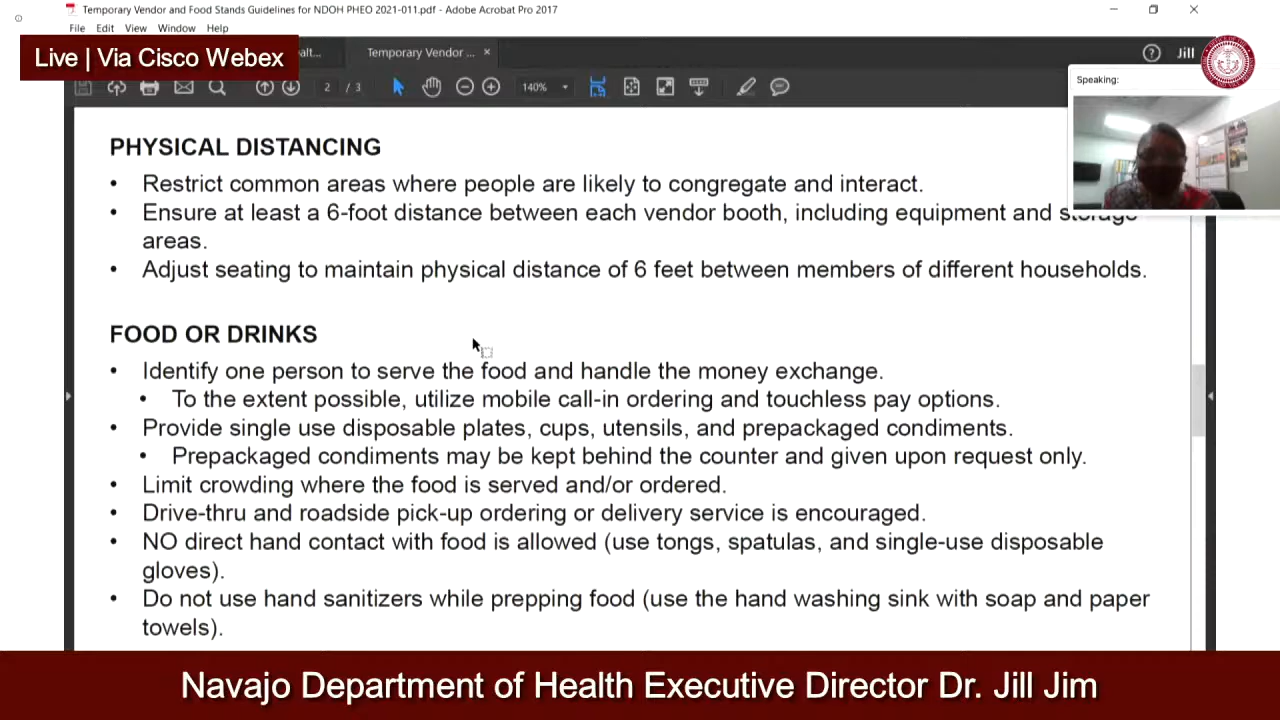 Temporary Vendor and Food Stands Guidelines for NDOH PHEO 2021-011.pdf - Adobe Acrobat Pro 2017
File Edit View Window Help
Live | Via Cisco Webex
alt...
Temporary Vendor ... ×
Jill
2 / 3
140%
Speaking:
PHYSICAL DISTANCING
• Restrict common areas where people are likely to congregate and interact.
• Ensure at least a 6-foot distance between each vendor booth, including equipment and storage
areas.
• Adjust seating to maintain physical distance of 6 feet between members of different households.
FOOD OR DRINKS
• Identify one person to serve the food and handle the money exchange.
• To the extent possible, utilize mobile call-in ordering and touchless pay options.
• Provide single use disposable plates, cups, utensils, and prepackaged condiments.
• Prepackaged condiments may be kept behind the counter and given upon request only.
• Limit crowding where the food is served and/or ordered.
• Drive-thru and roadside pick-up ordering or delivery service is encouraged.
• NO direct hand contact with food is allowed (use tongs, spatulas, and single-use disposable
gloves).
• Do not use hand sanitizers while prepping food (use the hand washing sink with soap and paper
towels).
Navajo Department of Health Executive Director Dr. Jill Jim